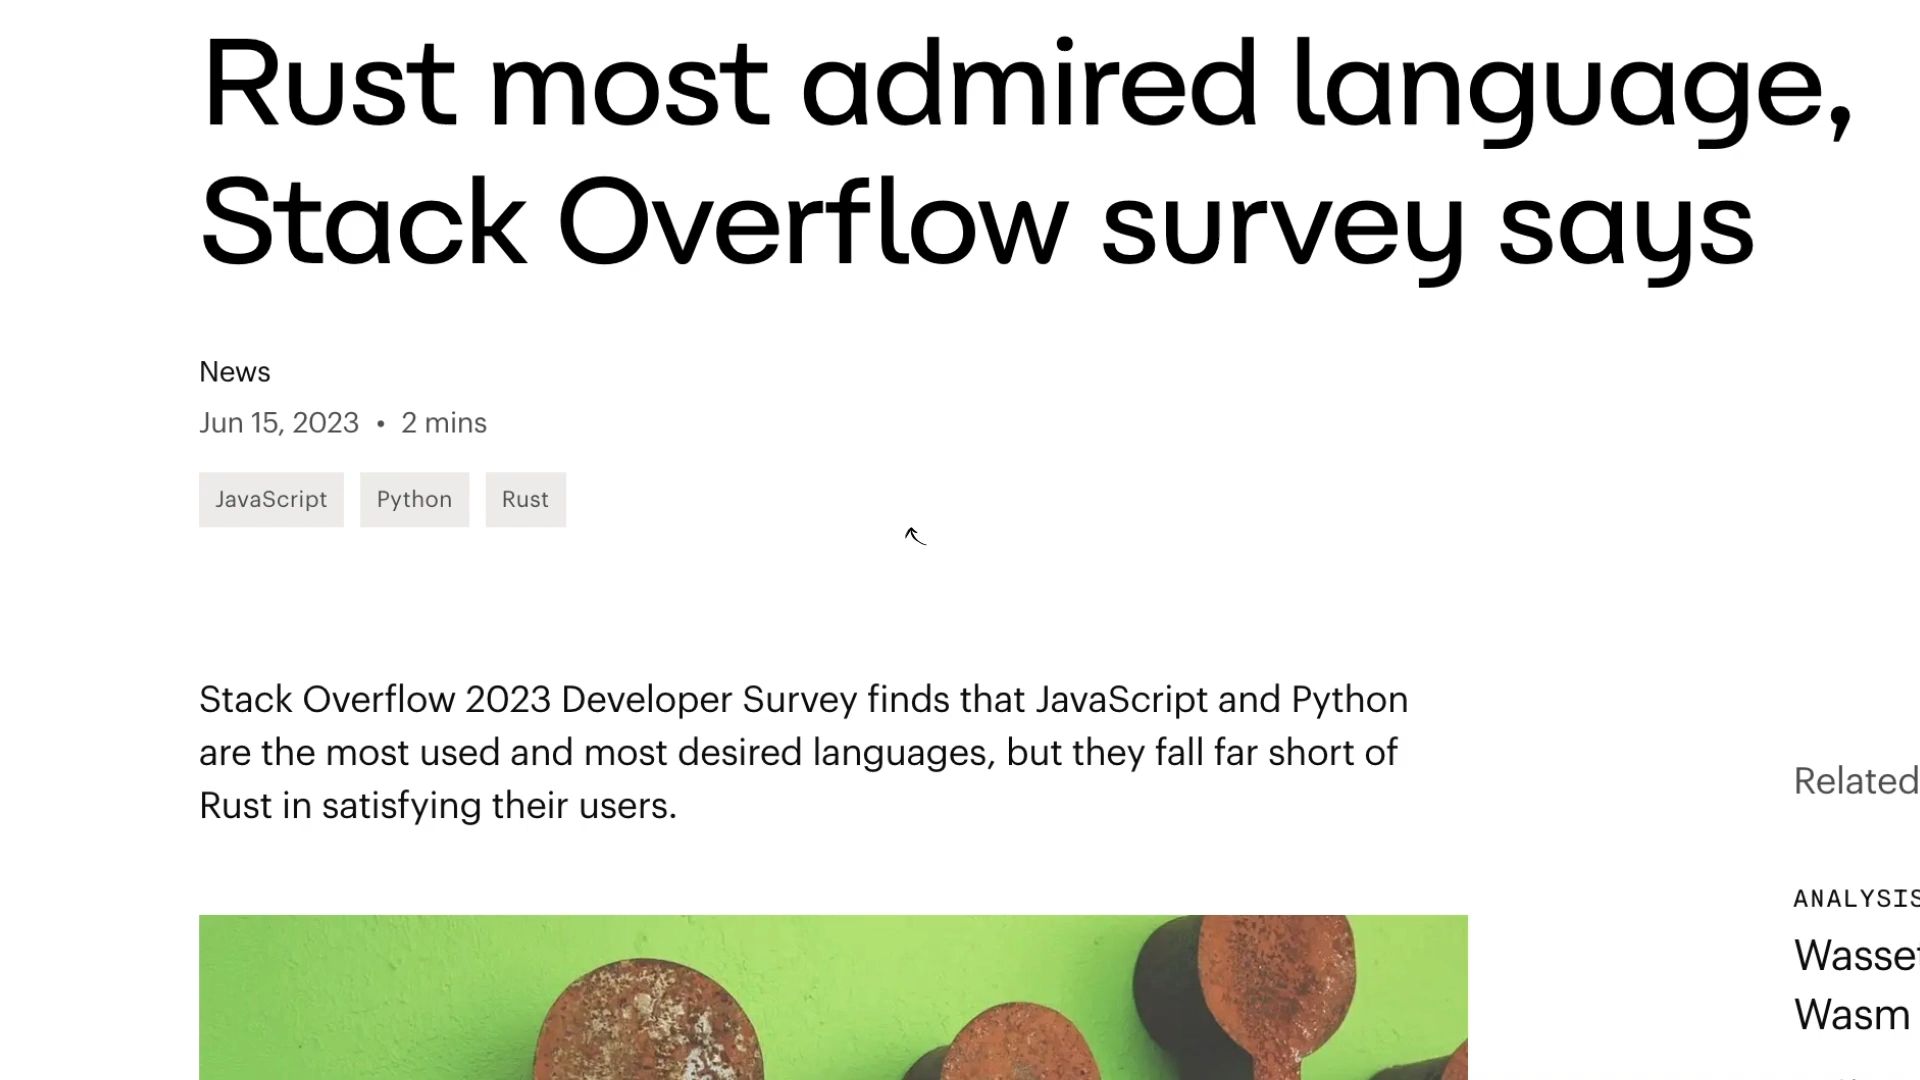 Rust most admired language,
Stack Overflow survey says
News
Jun 15, 2023 • 2 mins
JavaScript Python Rust
Stack Overflow 2023 Developer Survey finds that JavaScript and Python
are the most used and most desired languages, but they fall far short of
Rust in satisfying their users.
Related
ANALYSIS
Wasm